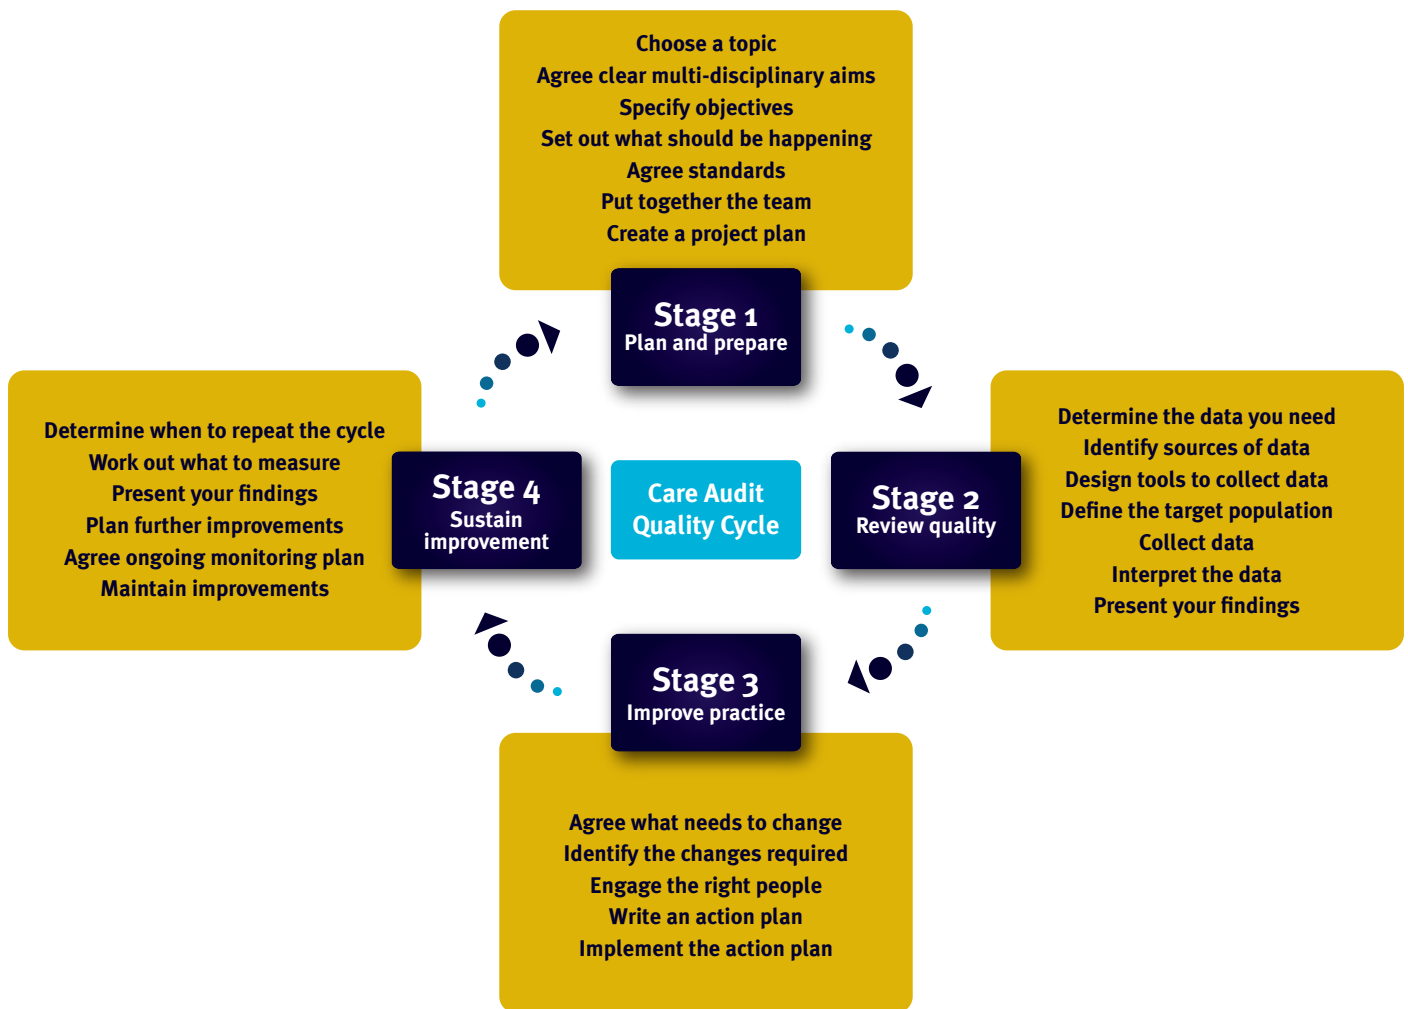 Choose a topic
Agree clear multi-disciplinary aims
Specify objectives
Set out what should be happening
Agree standards
Put together the team
Create a project plan
Stage 1
Plan and prepare
Determine the data you need
Identify sources of data
Design tools to collect data
Define the target population
Collect data
Interpret the data
Present your findings
Stage 2
Review quality
Care Audit
Quality Cycle
Stage 3
Improve practice
Agree what needs to change
Identify the changes required
Engage the right people
Write an action plan
Implement the action plan
Stage 4
Sustain
improvement
Determine when to repeat the cycle
Work out what to measure
Present your findings
Plan further improvements
Agree ongoing monitoring plan
Maintain improvements